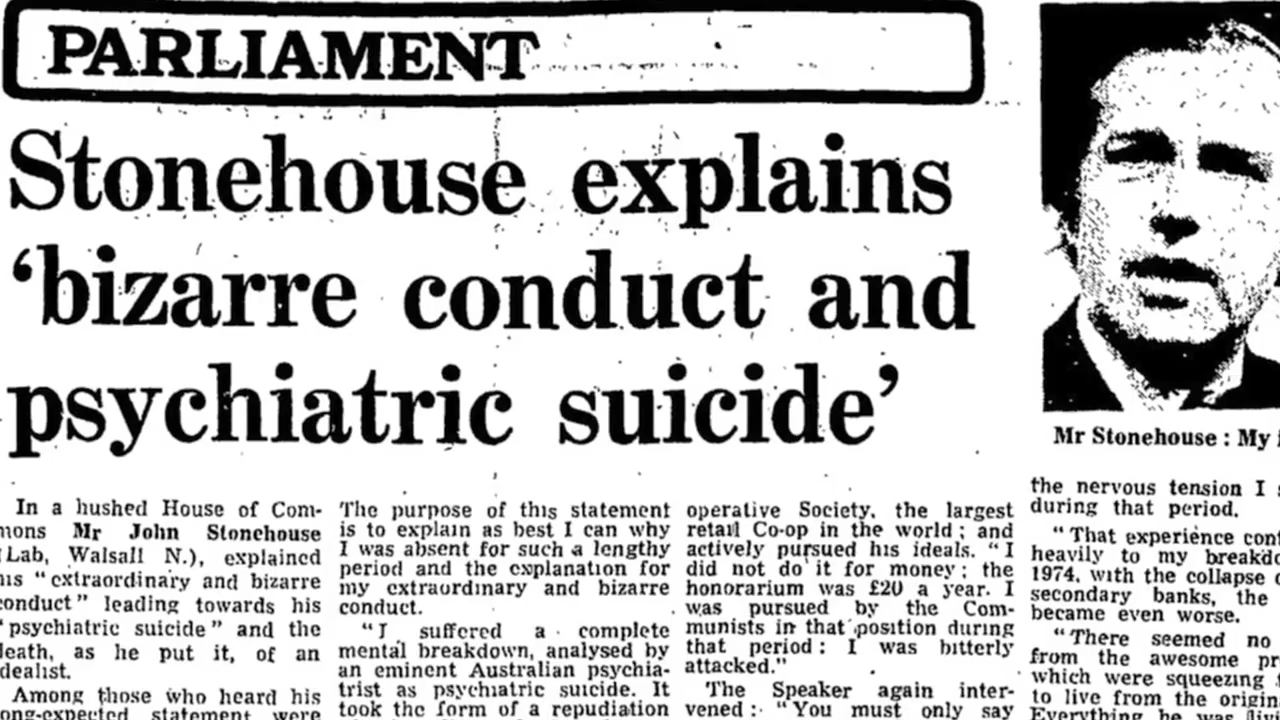 PARLIAMENT
Stonehouse explains
‘bizarre conduct and
psychiatric suicide’
Mr Stonehouse : My
In a hushed House of Com-
mons Mr John Stonehouse
(Lab, Walsall N.), explained
his “ extraordinary and bizarre
conduct ” leading towards his
“ psychiatric suicide ” and the
death, as he put it, of an
idealist.
Among those who heard his
long-expected statement were
The purpose of this statement
is to explain as best I can why
I was absent for such a lengthy
period and the explanation for
my extraordinary and bizarre
conduct.
“ I suffered a complete
mental breakdown, analysed by
an eminent Australian psychia-
trist as psychiatric suicide. It
took the form of a repudiation
operative Society, the largest
retail Co-op in the world ; and
actively pursued his ideals. “ I
did not do it for money ; the
honorarium was £20 a year. I
was pursued by the Com-
munists in that position during
that period : I was bitterly
attacked.”
The Speaker again inter-
vened : “ You must only say
the nervous tension I
during that period.
“ That experience
heavily to my
1974, with the collapse
secondary banks, the
became even worse.
“ There seemed no
from the awesome
which were squeezing
to live from the
Everything he was